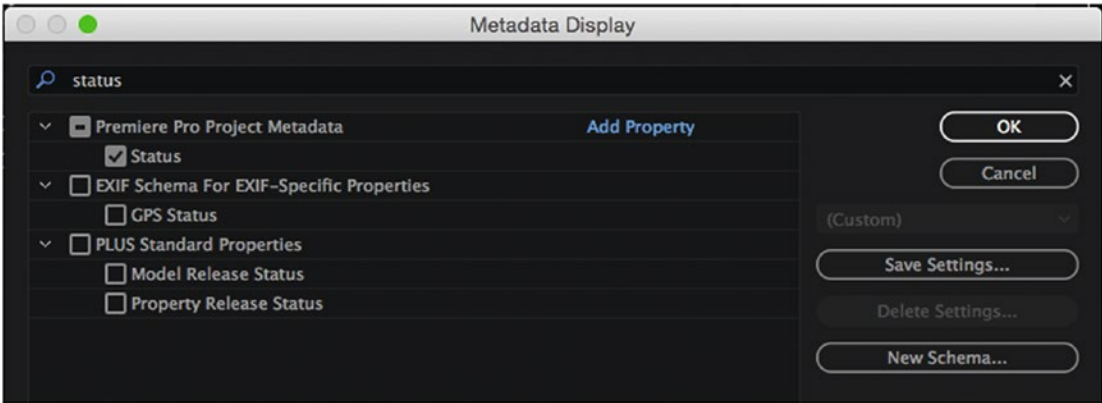 Metadata Display
status
Premiere Pro Project Metadata
Add Property
Status
EXIF Schema For EXIF-Specific Properties
GPS Status
PLUS Standard Properties
Model Release Status
Property Release Status
OK
Cancel
(Custom)
Save Settings...
Delete Settings...
New Schema...